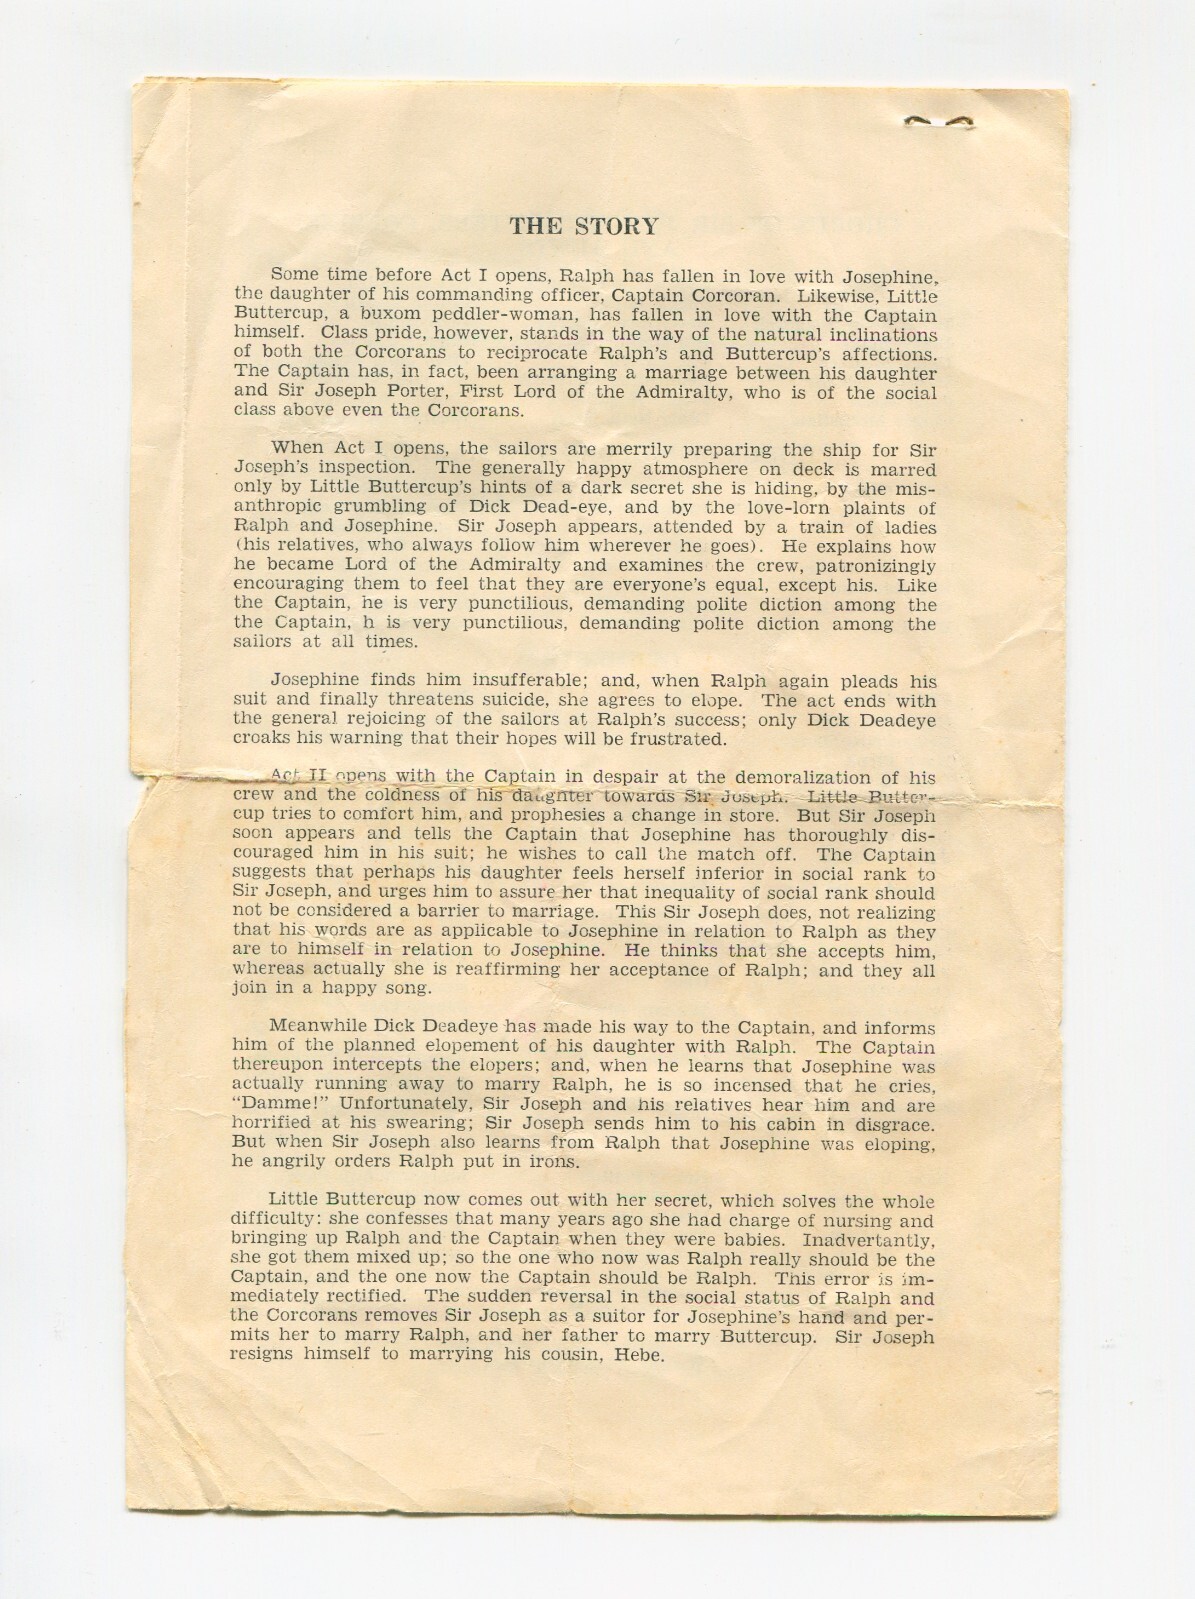 THE STORY
Some time before Act I opens, Ralph has fallen in love with Josephine,
the daughter of his commanding officer, Captain Corcoran. Likewise, Little
Buttercup, a buxom peddler-woman, has fallen in love with the Captain
himself. Class pride, however, stands in the way of the natural inclinations
of both the Corcorans to reciprocate Ralph's and Buttercup's affections.
The Captain has, in fact, been arranging a marriage between his daughter
and Sir Joseph Porter, First Lord of the Admiralty, who is of the social
class above even the Corcorans.
When Act I opens, the sailors are merrily preparing the ship for Sir
Joseph's inspection. The generally happy atmosphere on deck is marred
only by Little Buttercup's hints of a dark secret she is hiding, by the mis-
anthropic grumbling of Dick Dead-eye, and by the love-lorn plaints of
Ralph and Josephine. Sir Joseph appears, attended by a train of ladies
(his relatives, who always follow him wherever he goes). He explains how
he became Lord of the Admiralty and examines the crew, patronizingly
encouraging them to feel that they are everyone's equal, except his. Like
the Captain, he is very punctilious, demanding polite diction among the
the Captain, h is very punctilious, demanding polite diction among the
sailors at all times.
Josephine finds him insufferable; and, when Ralph again pleads his
suit and finally threatens suicide, she agrees to elope. The act ends with
the general rejoicing of the sailors at Ralph's success; only Dick Deadeye
croaks his warning that their hopes will be frustrated.
Act II opens with the Captain in despair at the demoralization of his
crew and the coldness of his daughter towards Sir Joseph. Little Butter-
cup tries to comfort him, and prophesies a change in store. But Sir Joseph
soon appears and tells the Captain that Josephine has thoroughly dis-
couraged him in his suit; he wishes to call the match off. The Captain
suggests that perhaps his daughter feels herself inferior in social rank to
Sir Joseph, and urges him to assure her that inequality of social rank should
not be considered a barrier to marriage. This Sir Joseph does, not realizing
that his words are as applicable to Josephine in relation to Ralph as they
are to himself in relation to Josephine. He thinks that she accepts him,
whereas actually she is reaffirming her acceptance of Ralph; and they all
join in a happy song.
Meanwhile Dick Deadeye has made his way to the Captain, and informs
him of the planned elopement of his daughter with Ralph. The Captain
thereupon intercepts the elopers; and, when he learns that Josephine was
actually running away to marry Ralph, he is so incensed that he cries,
"Damme!" Unfortunately, Sir Joseph and his relatives hear him and are
horrified at his swearing; Sir Joseph sends him to his cabin in disgrace.
But when Sir Joseph also learns from Ralph that Josephine was eloping,
he angrily orders Ralph put in irons.
Little Buttercup now comes out with her secret, which solves the whole
difficulty: she confesses that many years ago she had charge of nursing and
bringing up Ralph and the Captain when they were babies. Inadvertantly,
she got them mixed up; so the one who now was Ralph really should be the
Captain, and the one now the Captain should be Ralph. This error is im-
mediately rectified. The sudden reversal in the social status of Ralph and
the Corcorans removes Sir Joseph as a suitor for Josephine's hand and per-
mits her to marry Ralph, and her father to marry Buttercup. Sir Joseph
resigns himself to marrying his cousin, Hebe.